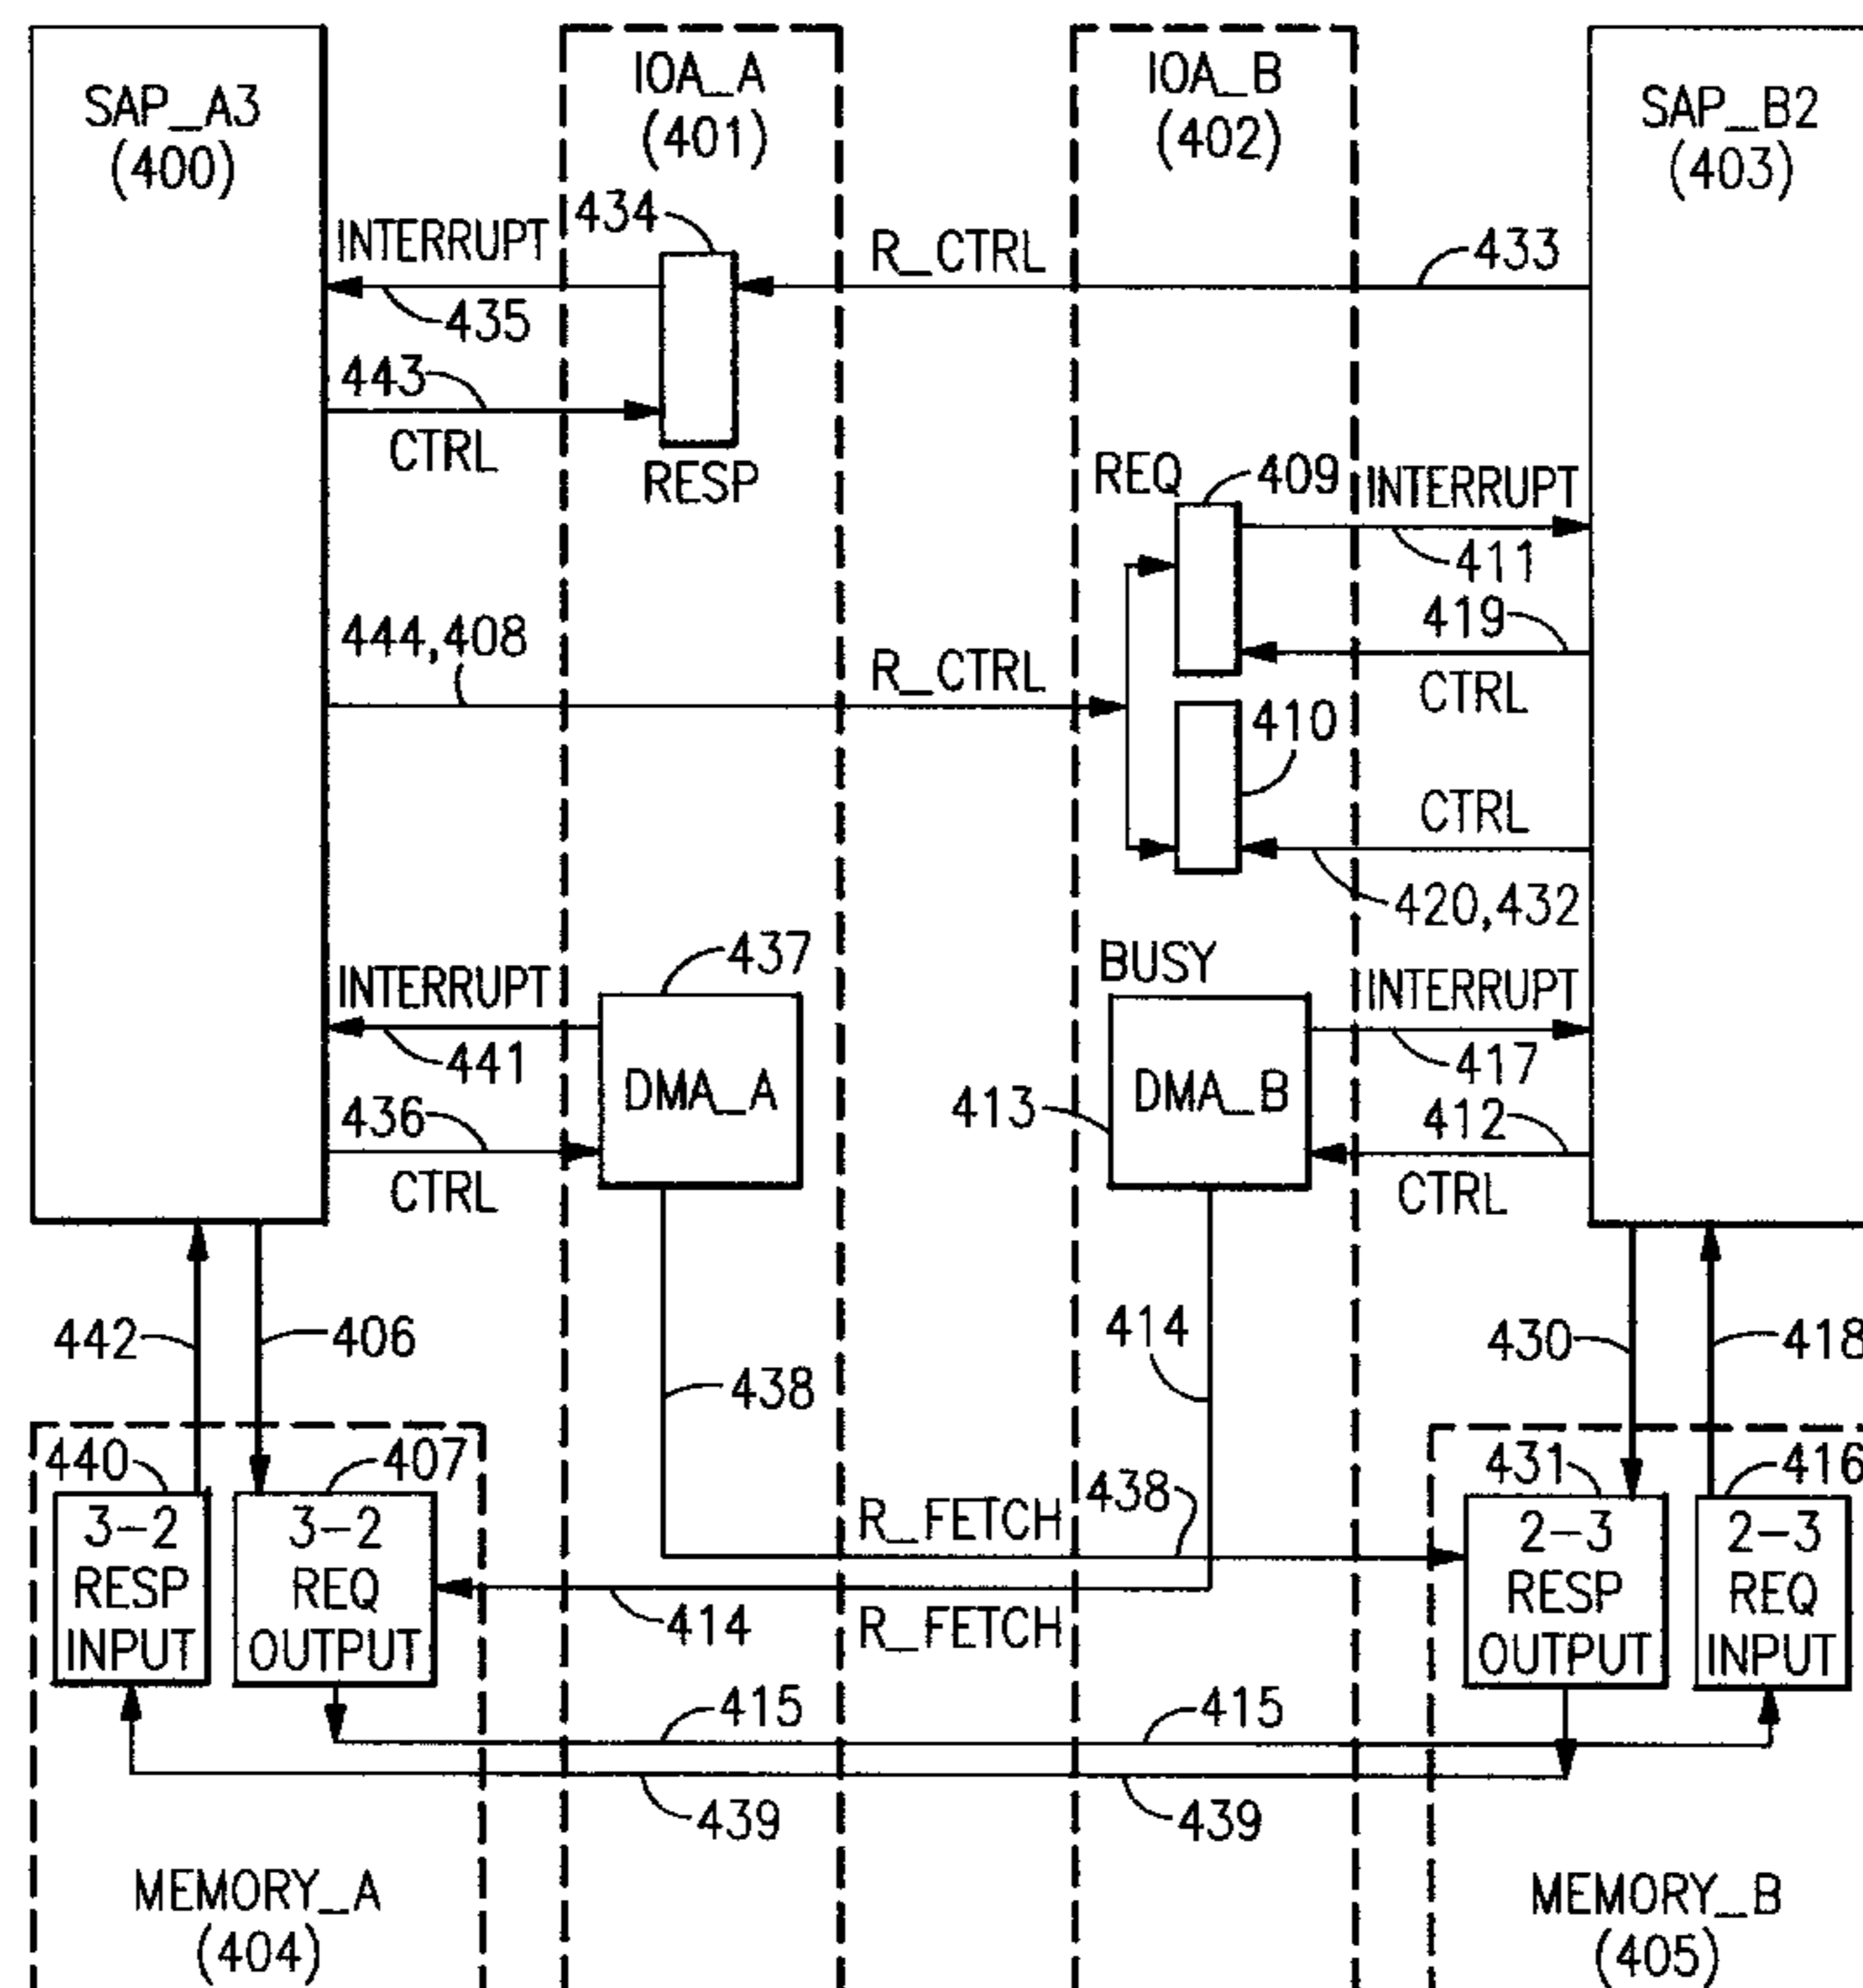 SAP_A3
(400)
IOA_A
(401)
IOA_B
(402)
SAP_B2
(403)
INTERRUPT
434
R_CTRL
433
435
443
CTRL
RESP
REQ
409
INTERRUPT
411
419
CTRL
444,408
R_CTRL
410
CTRL
420,432
INTERRUPT
437
BUSY
INTERRUPT
441
DMA_A
413
DMA_B
417
436
CTRL
412
CTRL
442
406
438
414
430
418
440
407
431
416
3-2
RESP
INPUT
3-2
REQ
OUTPUT
R_FETCH
438
414
R_FETCH
2-3
RESP
OUTPUT
2-3
REQ
INPUT
415
415
439
439
MEMORY_A
(404)
MEMORY_B
(405)